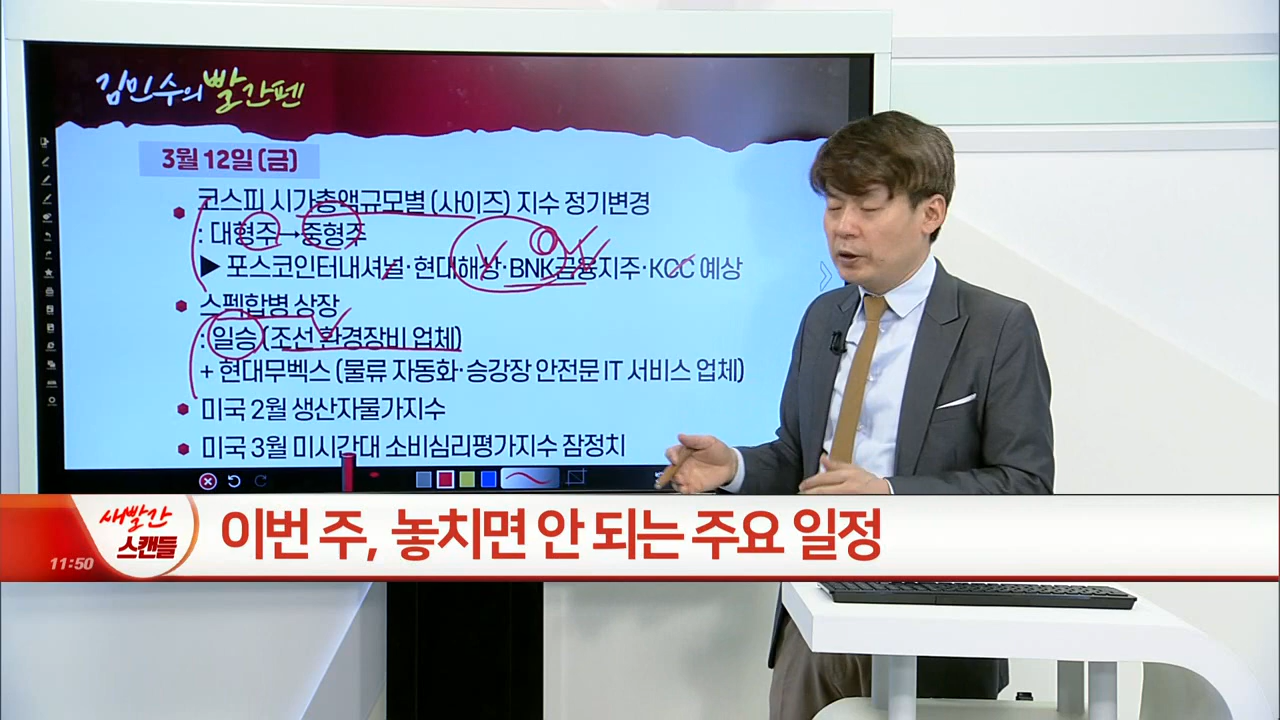 김민수의 빨간펜
3월 12일 (금)
코스피 시가총액규모별 (사이즈) 지수 정기변경
: 대형주→중형주
▶ 포스코인터내셔널·현대해상·BNK금융지주·KCC 예상
스펙합병 상장
: 일승 (조선 환경장비 업체)
+ 현대무벡스 (물류 자동화·승강장 안전문 IT 서비스 업체)
미국 2월 생산자물가지수
미국 3월 미시간대 소비심리평가지수 잠정치
새빨간
스캔들
11:50
이번 주, 놓치면 안 되는 주요 일정